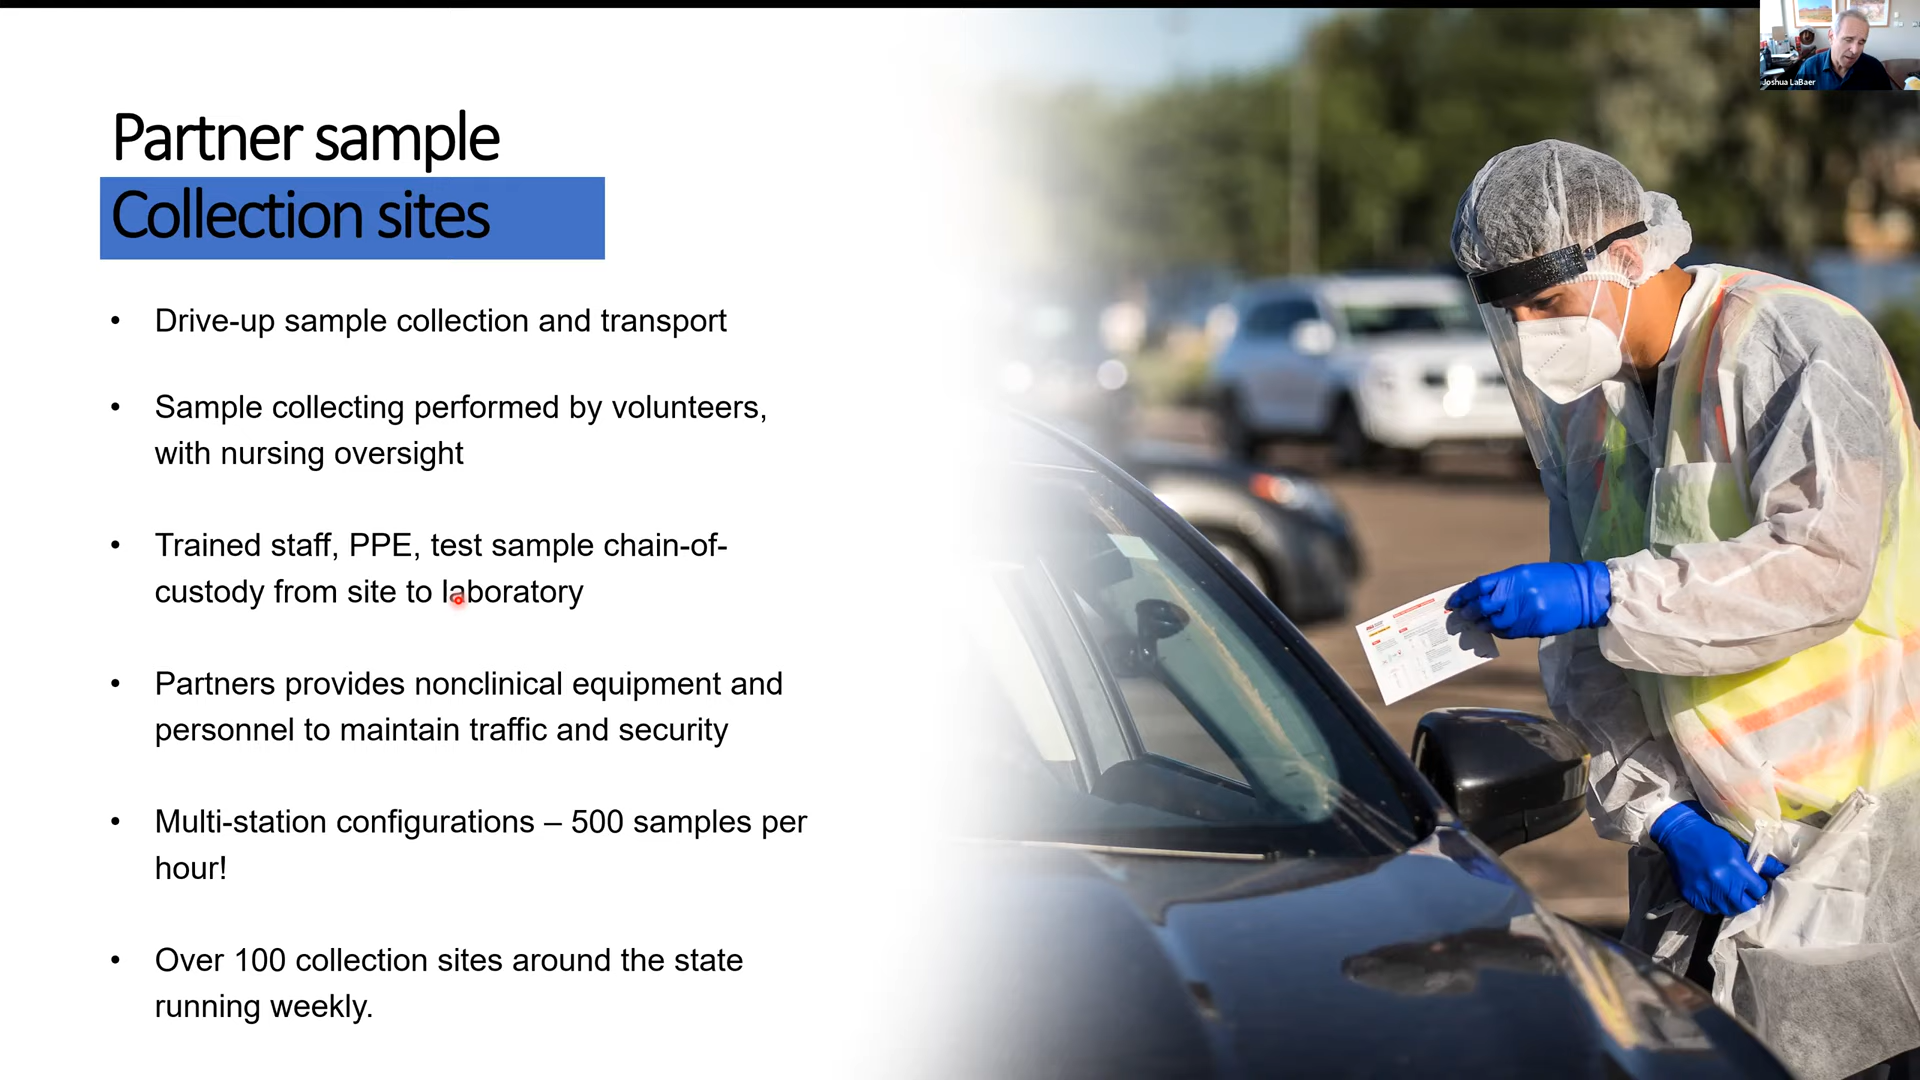 Joshua LaBaer
Partner sample
Collection sites
• Drive-up sample collection and transport
• Sample collecting performed by volunteers,
with nursing oversight
• Trained staff, PPE, test sample chain-of-
custody from site to laboratory
• Partners provides nonclinical equipment and
personnel to maintain traffic and security
• Multi-station configurations – 500 samples per
hour!
• Over 100 collection sites around the state
running weekly.